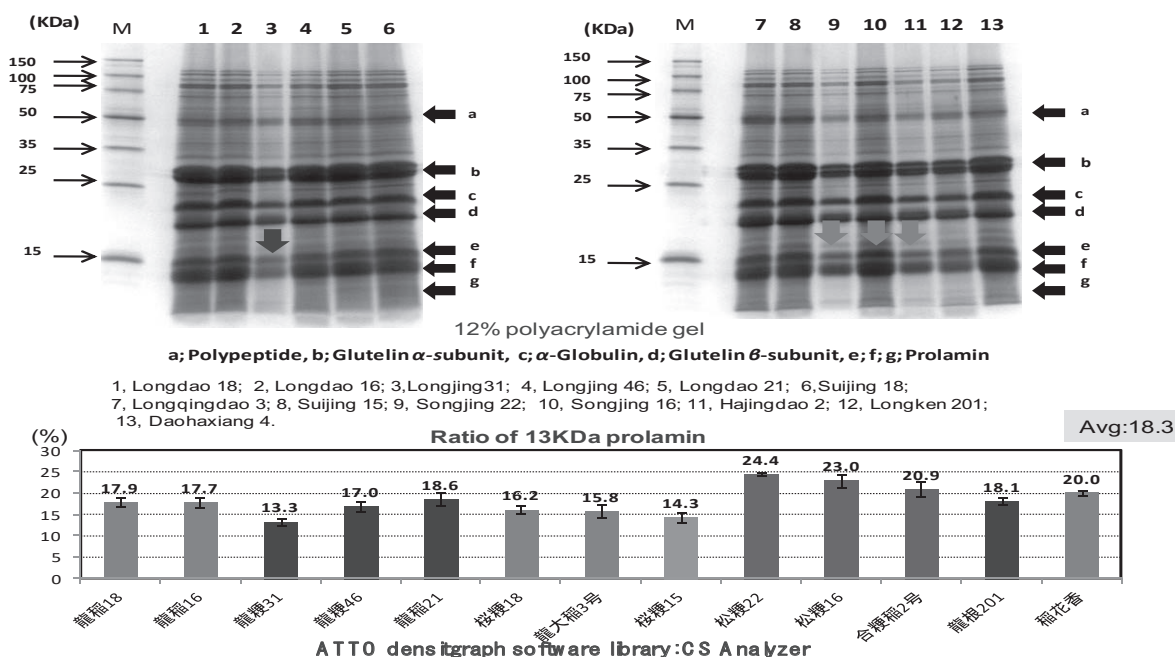 (KDa) M 1 2 3 4 5 6
150
100
75
50
35
25
15
a
b
c
d
e
f
g
(KDa) M 7 8 9 10 11 12 13
150
100
75
50
35
25
15
a
b
c
d
e
f
g
12% polyacrylamide gel
a; Polypeptide, b; Glutelin α-subunit, c; α-Globulin, d; Glutelin β-subunit, e; f; g; Prolamin
1, Longdao 18; 2, Longdao 16; 3,Longjing31; 4, Longjing 46; 5, Longdao 21; 6,Suijing 18;
7, Longqingdao 3; 8, Suijing 15; 9, Songjing 22; 10, Songjing 16; 11, Hajingdao 2; 12, Longken 201;
13, Daohaxiang 4.
Avg:18.3
(%)
Ratio of 13KDa prolamin
30
25
20
15
10
5
0
17.9
17.7
13.3
17.0
18.6
16.2
15.8
14.3
24.4
23.0
20.9
18.1
20.0
龍稲18
龍稲16
龍粳31
龍粳46
龍稲21
桜粳18
龍大稲3号
桜粳15
松粳22
松粳16
合粳稲2号
龍根201
稲花香
ATTO densitgraph software library:CS Analyzer